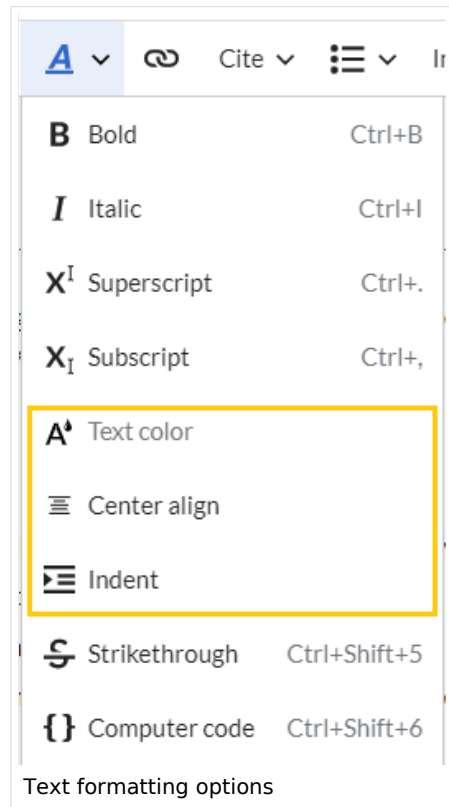 A Cite
Bold Ctrl+B
Italic Ctrl+I
Superscript Ctrl+.
Subscript Ctrl+,
Text color
Center align
Indent
Strikethrough Ctrl+Shift+5
{} Computer code Ctrl+Shift+6
Text formatting options